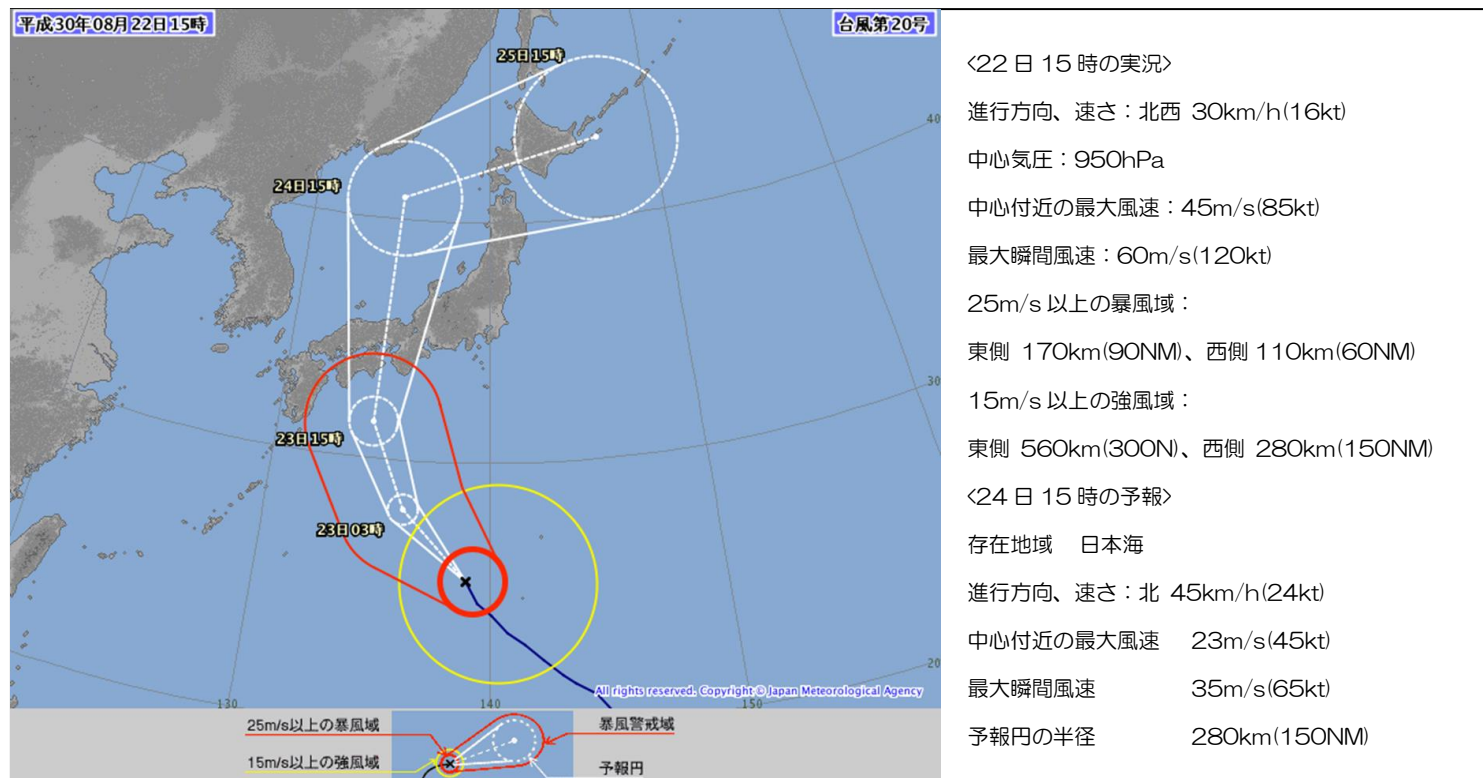 平成30年08月22日15時
台風第20号
25日15時
40
24日15時
30
23日15時
23日03時
20
All rights reserved. Copyright © Japan Meteorological Agency
130
140
150
25m/s以上の暴風域
暴風警戒域
15m/s以上の強風域
予報円
<22日15時の実況>
進行方向、速さ：北西 30km/h(16kt)
中心気圧：950hPa
中心付近の最大風速：45m/s(85kt)
最大瞬間風速：60m/s(120kt)
25m/s以上の暴風域：
東側 170km(90NM)、西側110km(60NM)
15m/s以上の強風域：
東側 560km(300N)、西側 280km(150NM)
<24日15時の予報>
存在地域 日本海
進行方向、速さ：北 45km/h(24kt)
中心付近の最大風速 23m/s(45kt)
最大瞬間風速 35m/s(65kt)
予報円の半径 280km(150NM)